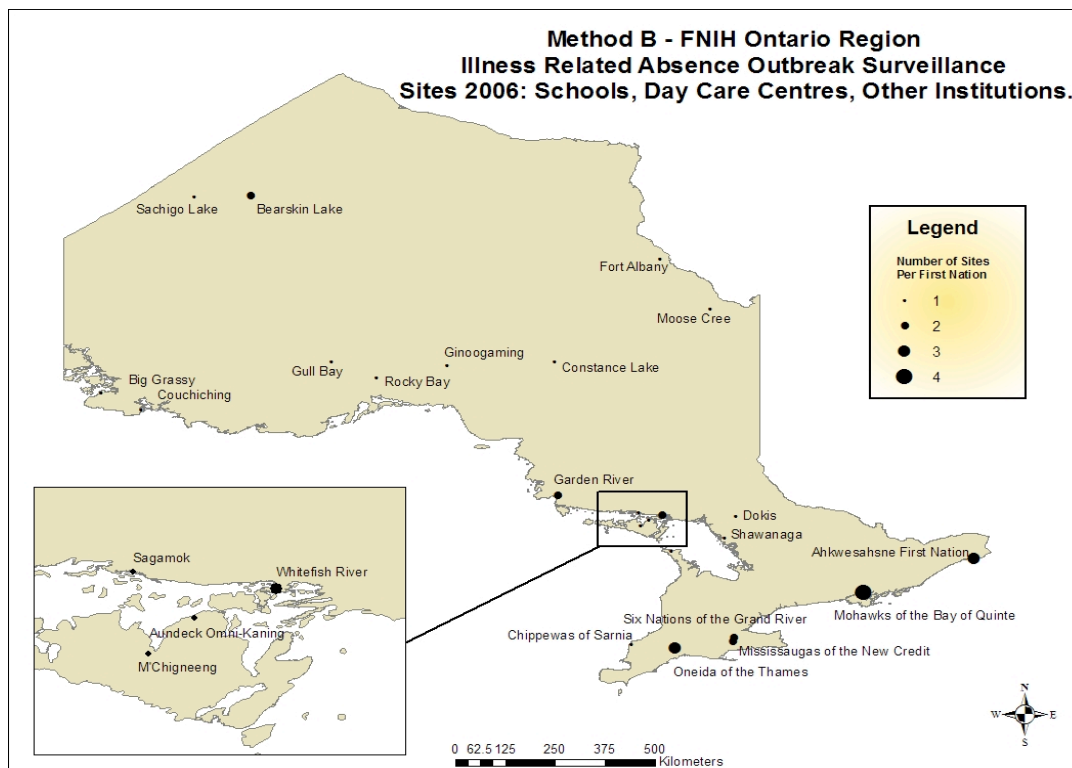 Method B - FNIH Ontario Region
Illness Related Absence Outbreak Surveillance
Sites 2006: Schools, Day Care Centres, Other Institutions.
Sachigo Lake
Bearskin Lake
Legend
Number of Sites
Per First Nation
1
2
3
4
Fort Albany
Moose Cree
Ginoogaming
Gull Bay
Constance Lake
Rocky Bay
Big Grassy
Couchiching
Garden River
Dokis
Shawanaga
Ahkwesahsne First Nation
Sagamok
Whitefish River
Aundeck Omni-Kaning
M'Chigneeng
Mohawks of the Bay of Quinte
Six Nations of the Grand River
Chippewas of Sarnia
Mississaugas of the New Credit
Oneida of the Thames
N
W E
S
0 62.5 125 250 375 500
Kilometers